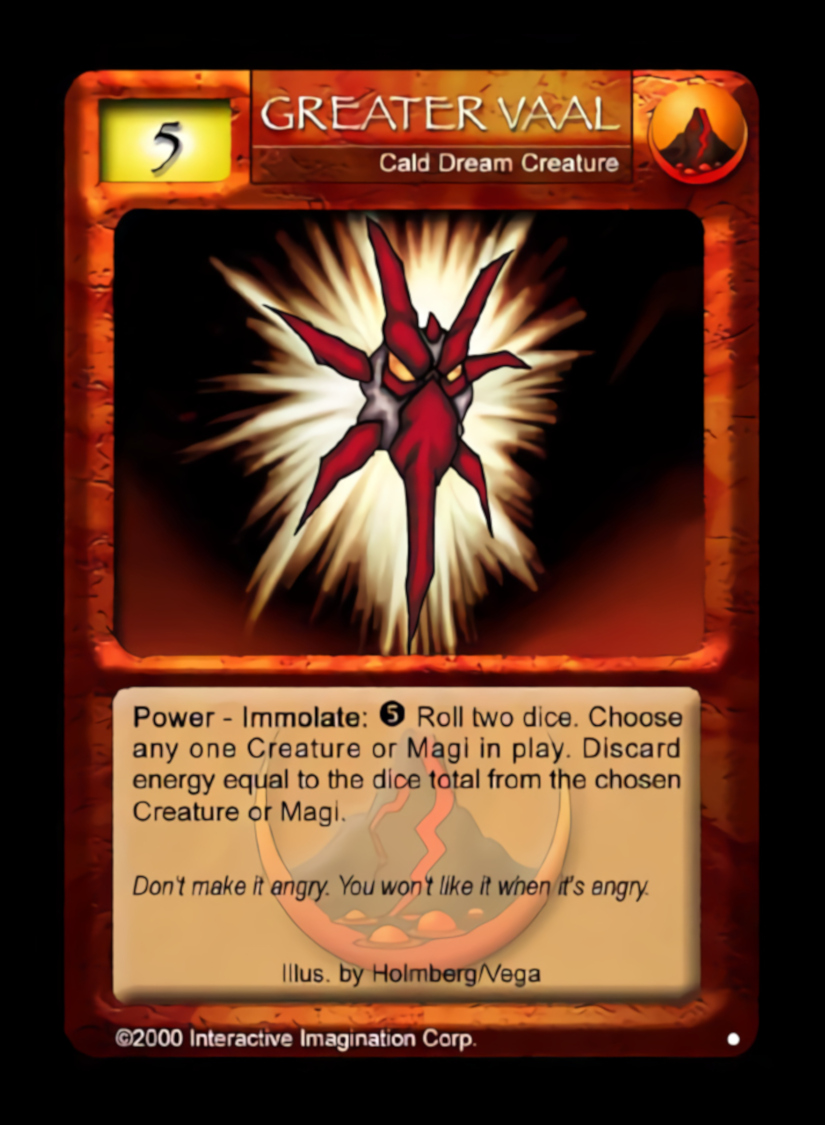 5
GREATER VAAL
Cald Dream Creature
Power - Immolate: ❺ Roll two dice. Choose
any one Creature or Magi in play. Discard
energy equal to the dice total from the chosen
Creature or Magi.
Don't make it angry. You won't like it when it's angry.
Illus. by Holmberg/Vega
©2000 Interactive Imagination Corp.